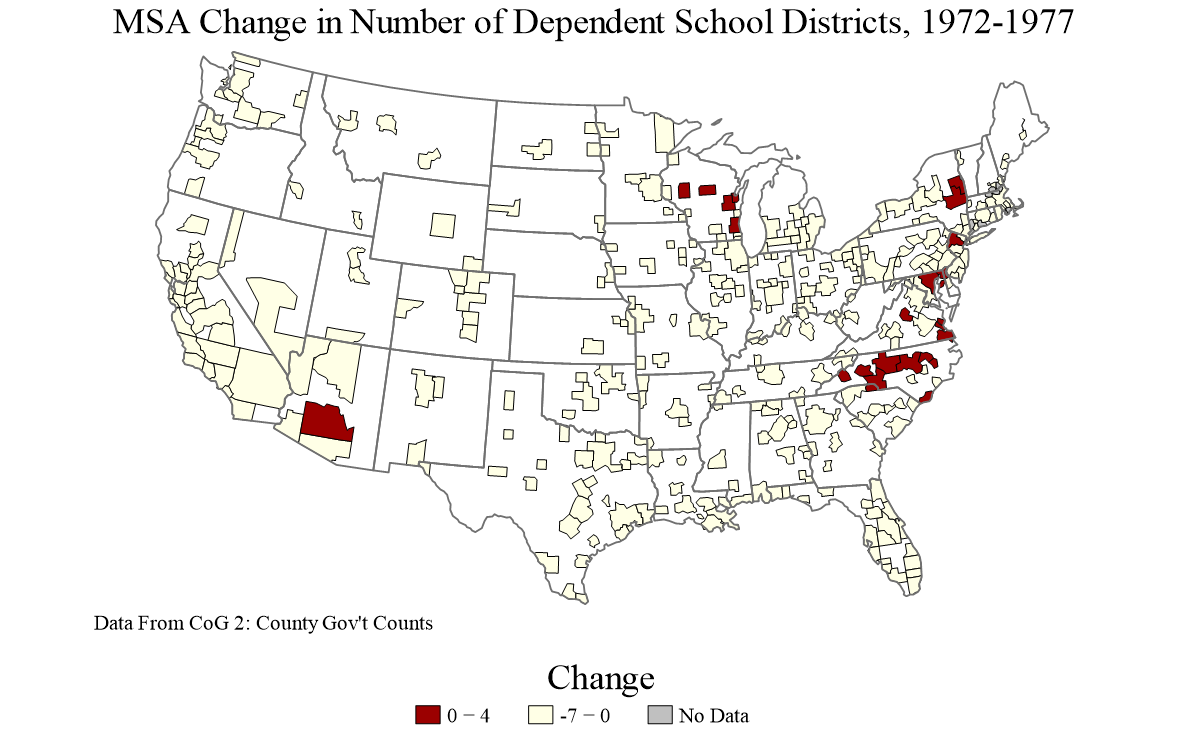 MSA Change in Number of Dependent School Districts, 1972-1977
Data From CoG 2: County Gov't Counts
Change
0 − 4
-7 − 0
No Data